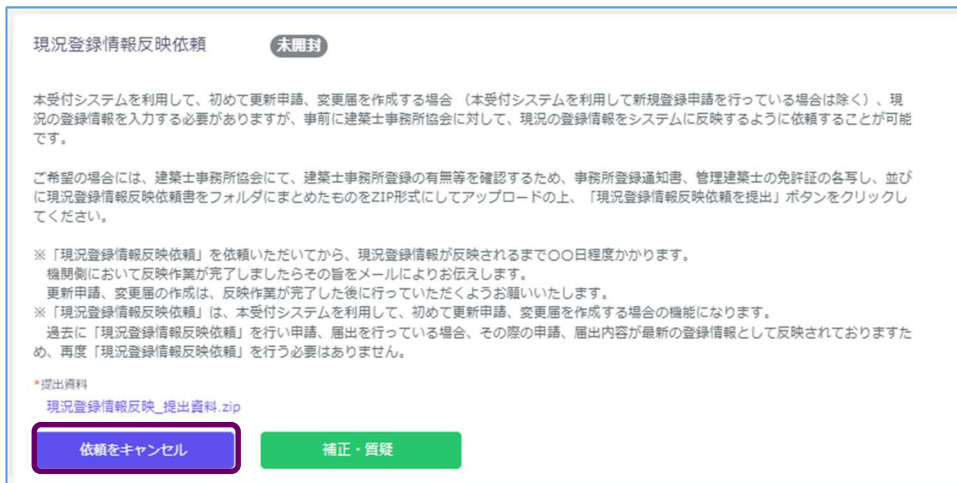 現況登録情報反映依頼 未開封
本受付システムを利用して、初めて更新申請、変更届を作成する場合 （本受付システムを利用して新規登録申請を行っている場合は除く）、現
況の登録情報を入力する必要がありますが、事前に建築士事務所協会に対して、現況の登録情報をシステムに反映するように依頼することが可能
です。
ご希望の場合には、建築士事務所協会にて、建築士事務所登録の有無等を確認するため、事務所登録通知書、管理建築士の免許証の各写し、並び
に現況登録情報反映依頼書をフォルダにまとめたものをZIP形式にしてアップロードの上、「現況登録情報反映依頼を提出」ボタンをクリックし
てください。
※「現況登録情報反映依頼」を依頼いただいてから、現況登録情報が反映されるまで〇〇日程度かかります。
機関側において反映作業が完了しましたらその旨をメールによりお伝えします。
更新申請、変更届の作成は、反映作業が完了した後に行っていただくようお願いいたします。
※「現況登録情報反映依頼」は、本受付システムを利用して、初めて更新申請、変更届を作成する場合の機能になります。
過去に「現況登録情報反映依頼」を行い申請、届出を行っている場合、その際の申請、届出内容が最新の登録情報として反映されておりますた
め、再度「現況登録情報反映依頼」を行う必要はありません。
*提出資料
現況登録情報反映_提出資料.zip
依頼をキャンセル 補正・質疑